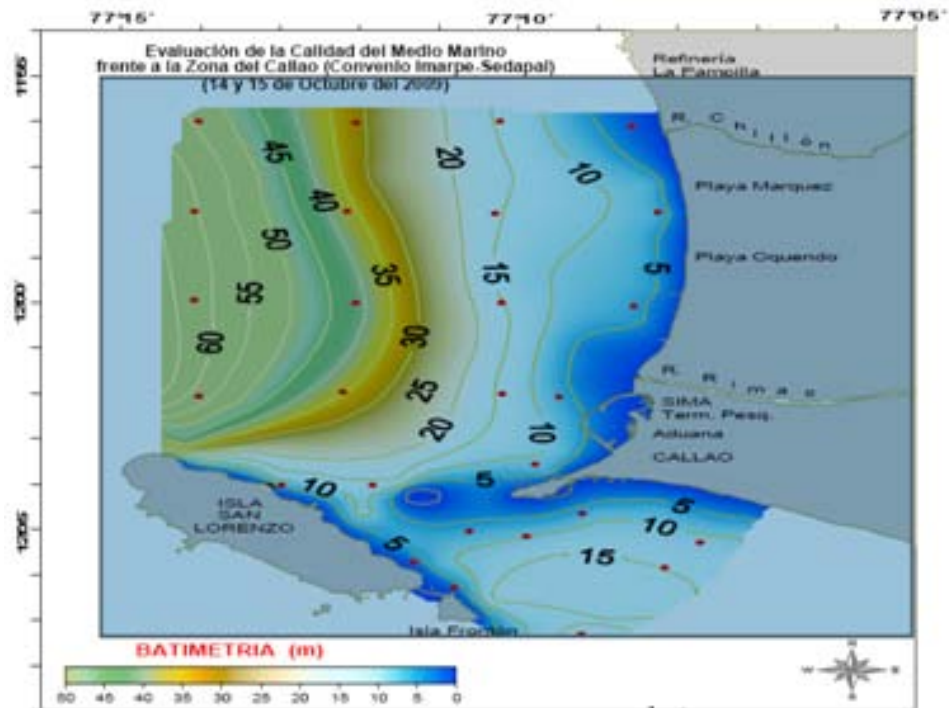 77°15' 77°10' 77°05'
Evaluación de la Calidad del Medio Marino
frente a la Zona del Callao (Convenio Imarpe-Sedapal)
(14 y 15 de Octubre del 2009)
Refinería
La Pampilla
R. Chillón
Playa Marquez
Playa Oquendo
R. Rimac
SIMA
Term. Pesq.
Aduana
CALLAO
ISLA
SAN
LORENZO
Isla Frontón
1155
1200'
1205
45
40
50
35
55
60
30
25
20
20
15
10
5
10
10
5
5
5
10
15
BATIMETRIA (m)
50 45 40 35 30 25 20 15 10 5 0
N
W E
S